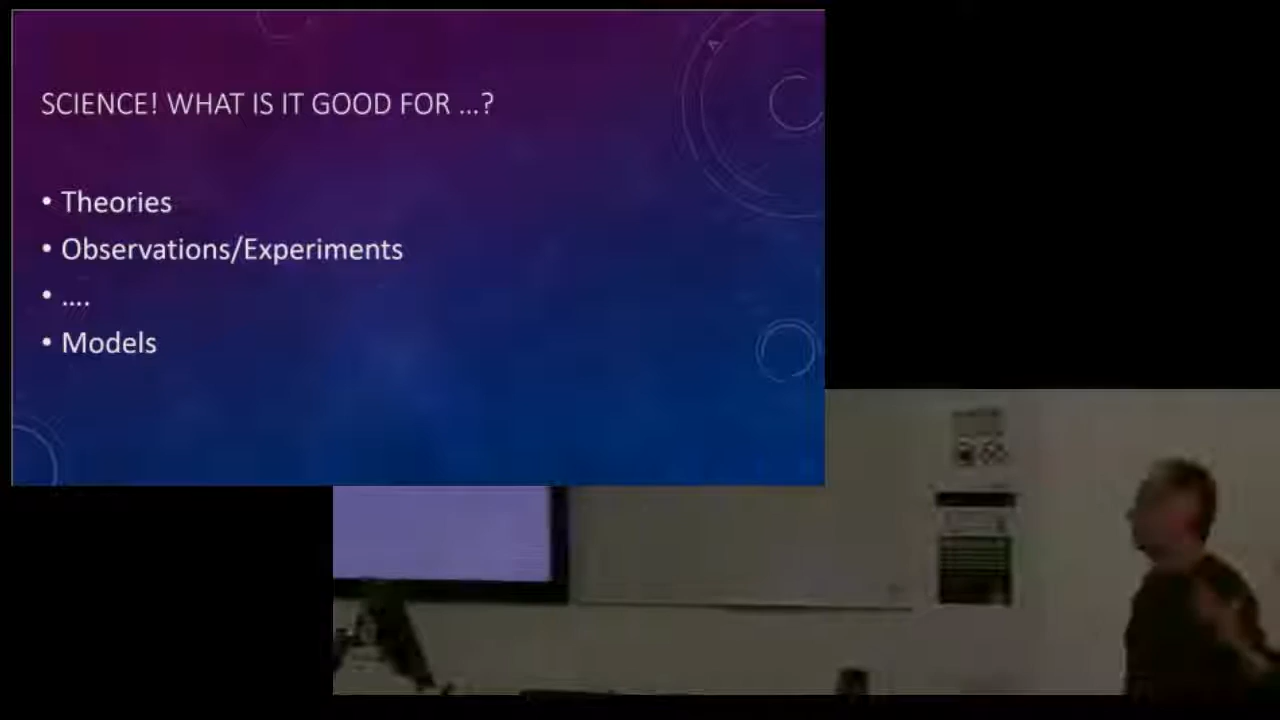 SCIENCE! WHAT IS IT GOOD FOR ...?
• Theories
• Observations/Experiments
• ....
• Models